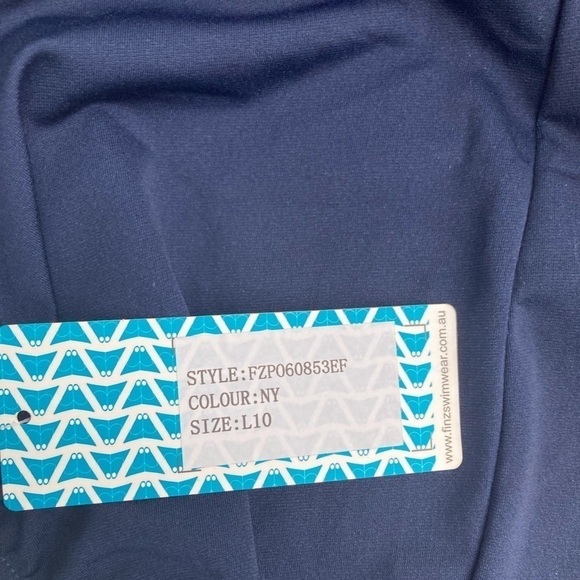 STYLE:FZP060853EF
COLOUR:NY
SIZE:L10
www.finzswimwear.com.au